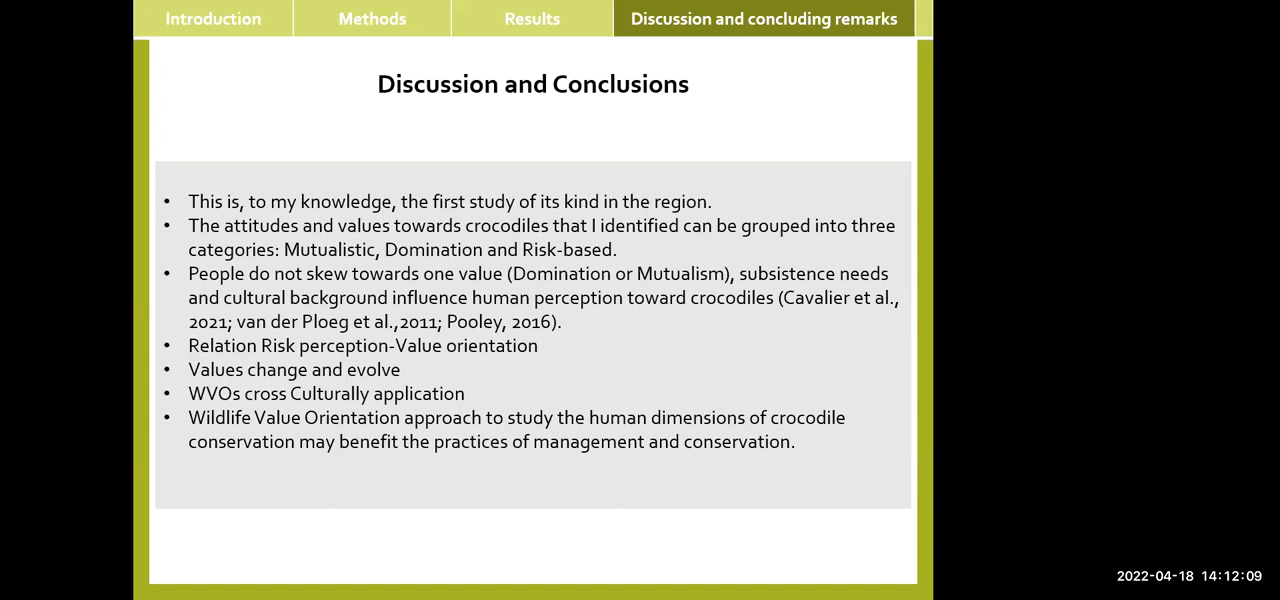 Introduction Methods Results Discussion and concluding remarks
Discussion and Conclusions
• This is, to my knowledge, the first study of its kind in the region.
• The attitudes and values towards crocodiles that I identified can be grouped into three
categories: Mutualistic, Domination and Risk-based.
• People do not skew towards one value (Domination or Mutualism), subsistence needs
and cultural background influence human perception toward crocodiles (Cavalier et al.,
2021; van der Ploeg et al.,2011; Pooley, 2016).
• Relation Risk perception-Value orientation
• Values change and evolve
• WVOs cross Culturally application
• Wildlife Value Orientation approach to study the human dimensions of crocodile
conservation may benefit the practices of management and conservation.
2022-04-18 14:12:09